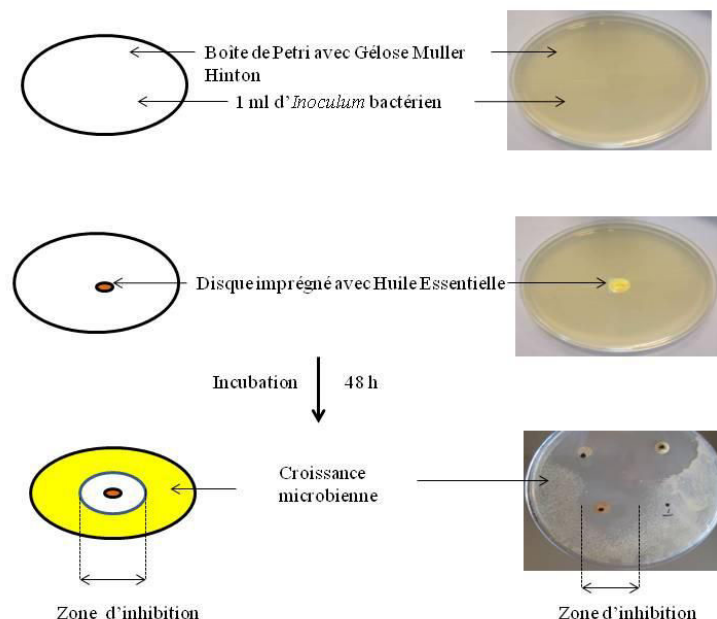 Boîte de Petri avec Gélose Muller
Hinton
1 ml d’Inoculum bactérien
Disque imprégné avec Huile Essentielle
Incubation 48 h
Croissance
microbienne
Zone d’inhibition
Zone d’inhibition